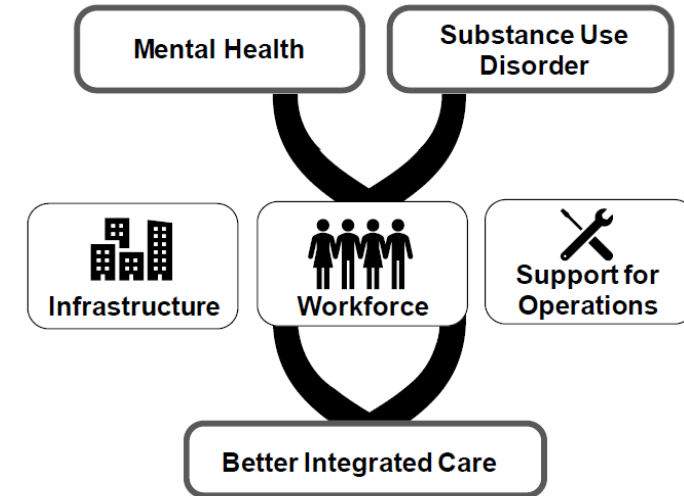 Mental Health
Substance Use
Disorder
Infrastructure
Workforce
Support for
Operations
Better Integrated Care